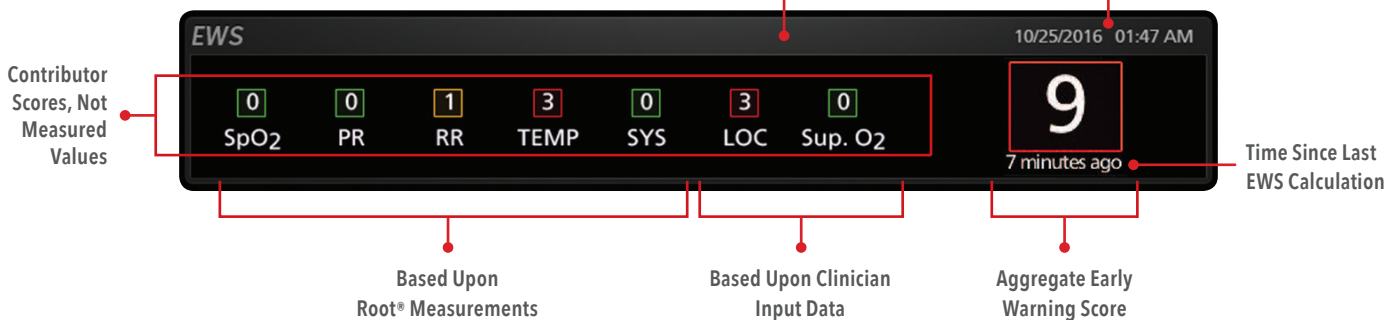 EWS
10/25/2016 01:47 AM
Contributor
Scores, Not
Measured
Values
0 0 1 3 0 3 0
SpO2 PR RR TEMP SYS LOC Sup. O2
9
7 minutes ago
Time Since Last
EWS Calculation
Based Upon
Root® Measurements
Based Upon Clinician
Input Data
Aggregate Early
Warning Score